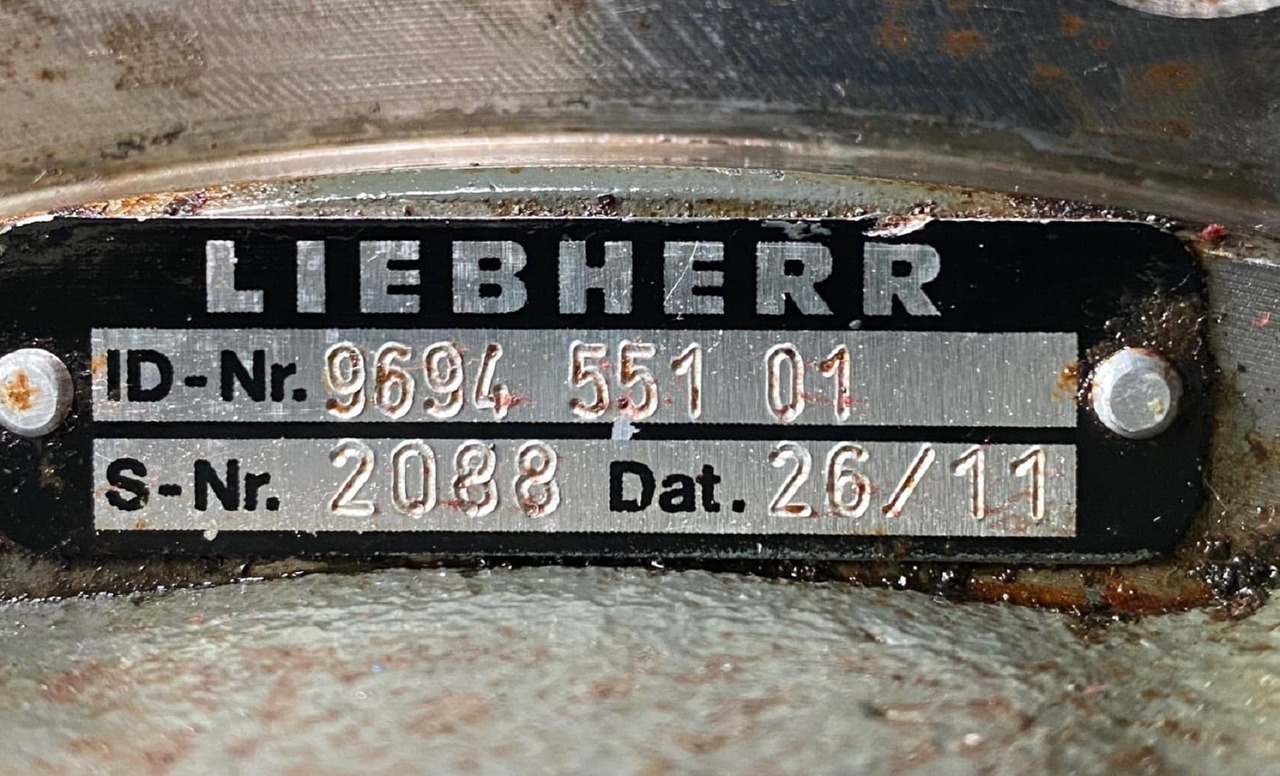 LIEBHERR
ID-Nr. 9694 551 01
S-Nr. 2088 Dat. 26/11